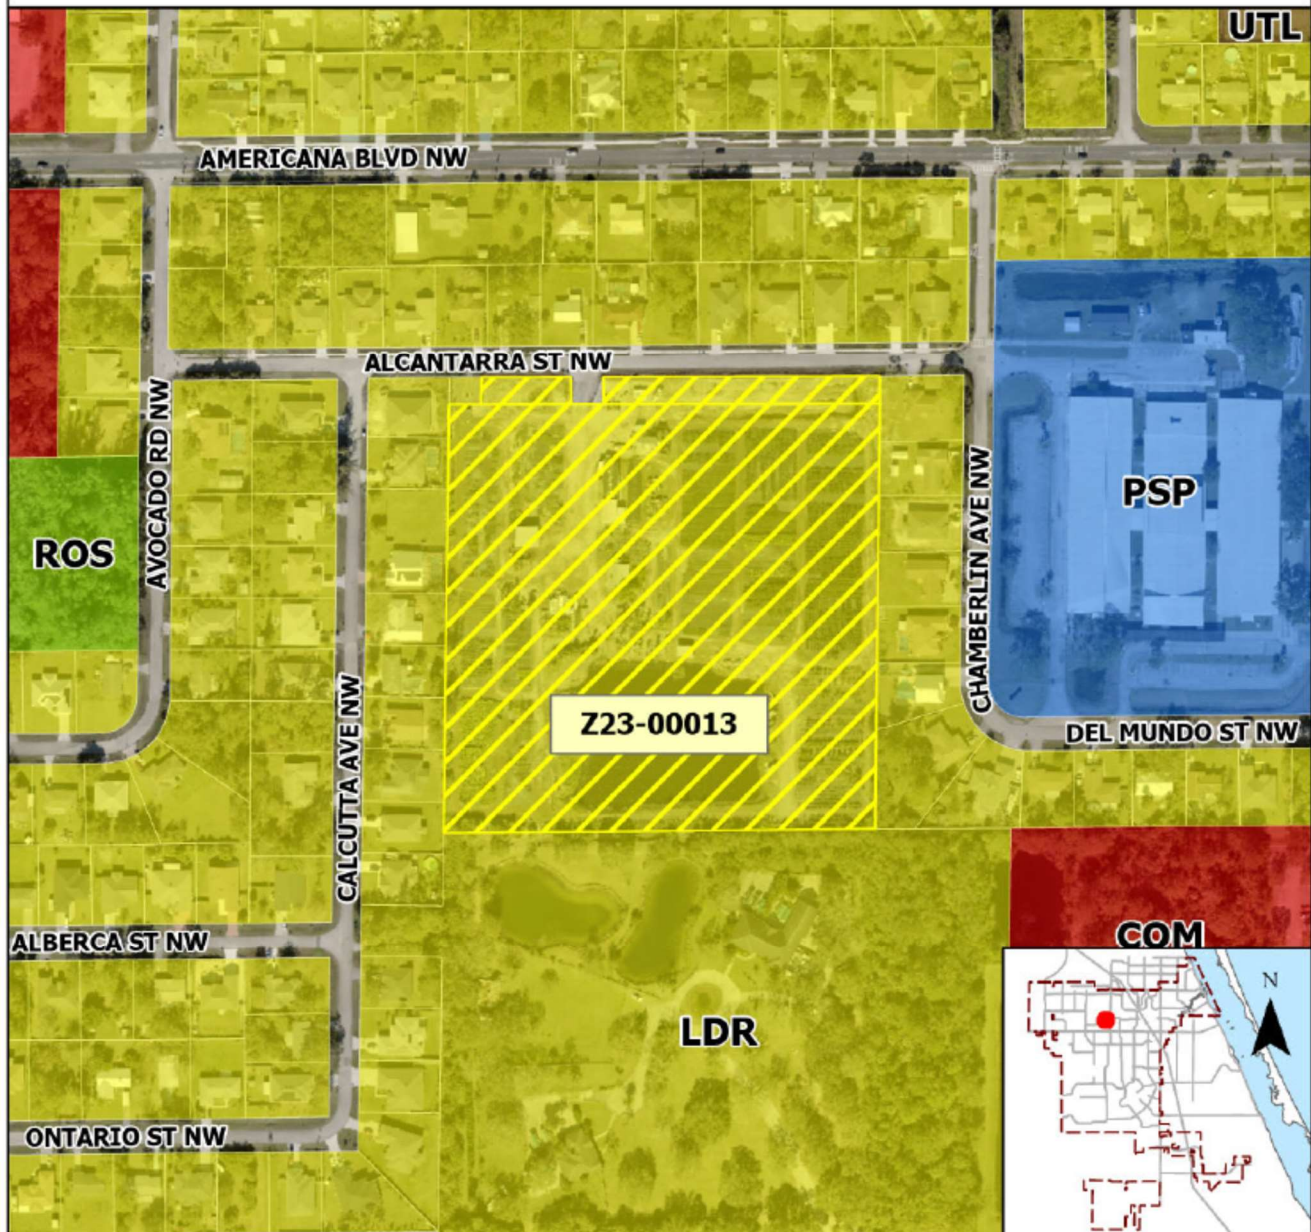 UTL
AMERICANA BLVD NW
ALCANTARRA ST NW
AVOCADO RD NW
CHAMBERLIN AVE NW
PSP
ROS
CALCUTTA AVE NW
Z23-00013
DEL MUNDO ST NW
ALBERCA ST NW
COM
N
LDR
ONTARIO ST NW